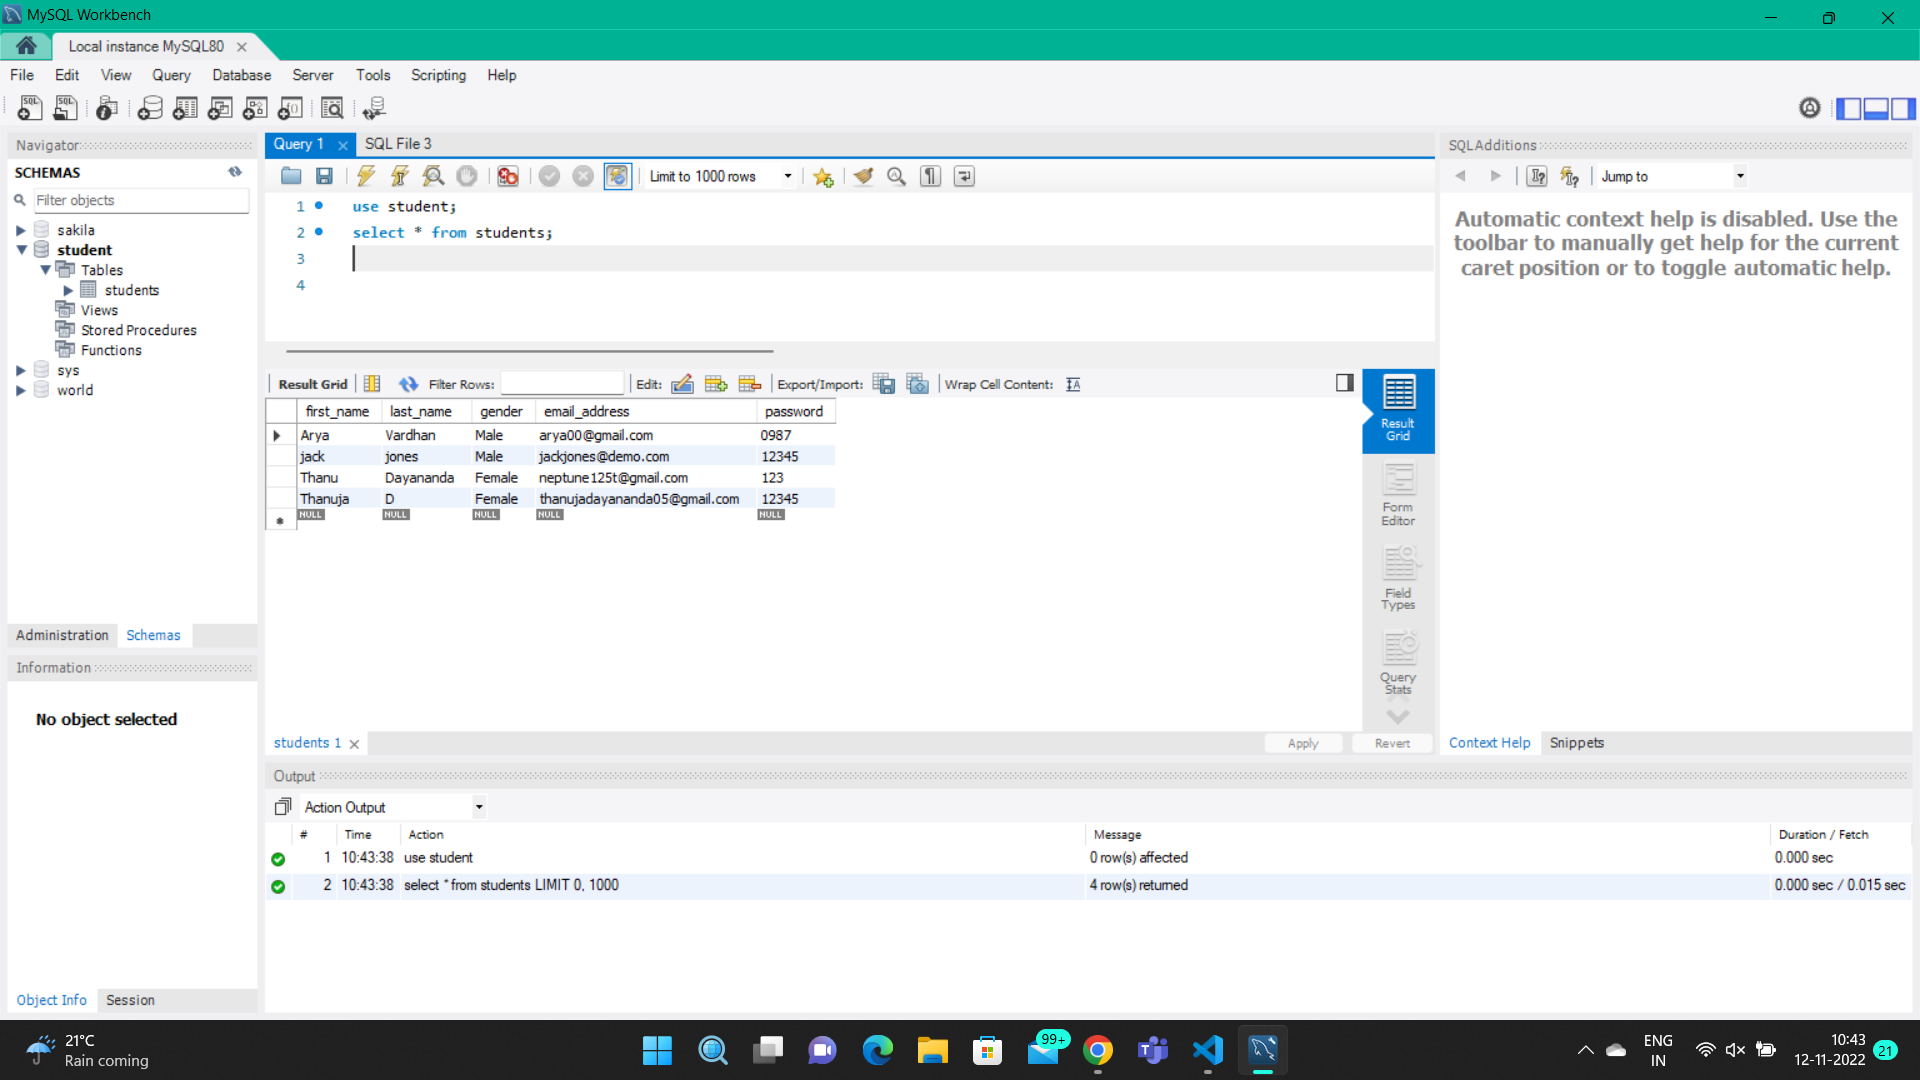 MySQL Workbench
Local instance MySQL80
File Edit View Query Database Server Tools Scripting Help
Navigator
SCHEMAS
Filter objects
sakila
student
Tables
students
Views
Stored Procedures
Functions
sys
world
Administration Schemas
Information
No object selected
Object Info Session
Query 1 SQL File 3
Limit to 1000 rows
1 use student;
2 select * from students;
3
4
Result Grid Filter Rows: Edit: Export/Import: Wrap Cell Content:
first_name last_name gender email_address password
Arya Vardhan Male arya00@gmail.com 0987
jack jones Male jackjones@demo.com 12345
Thanu Dayananda Female neptune125t@gmail.com 123
Thanuja D Female thanujadayananda05@gmail.com 12345
NULL NULL NULL NULL NULL
Result
Grid
Form
Editor
Field
Types
Query
Stats
students 1
Apply Revert
SQLAdditions
Jump to
Automatic context help is disabled. Use the
toolbar to manually get help for the current
caret position or to toggle automatic help.
Context Help Snippets
Output
Action Output
# Time Action Message Duration / Fetch
1 10:43:38 use student 0 row(s) affected 0.000 sec
2 10:43:38 select * from students LIMIT 0, 1000 4 row(s) returned 0.000 sec / 0.015 sec
21°C
Rain coming
99+
ENG
IN
10:43
12-11-2022
21